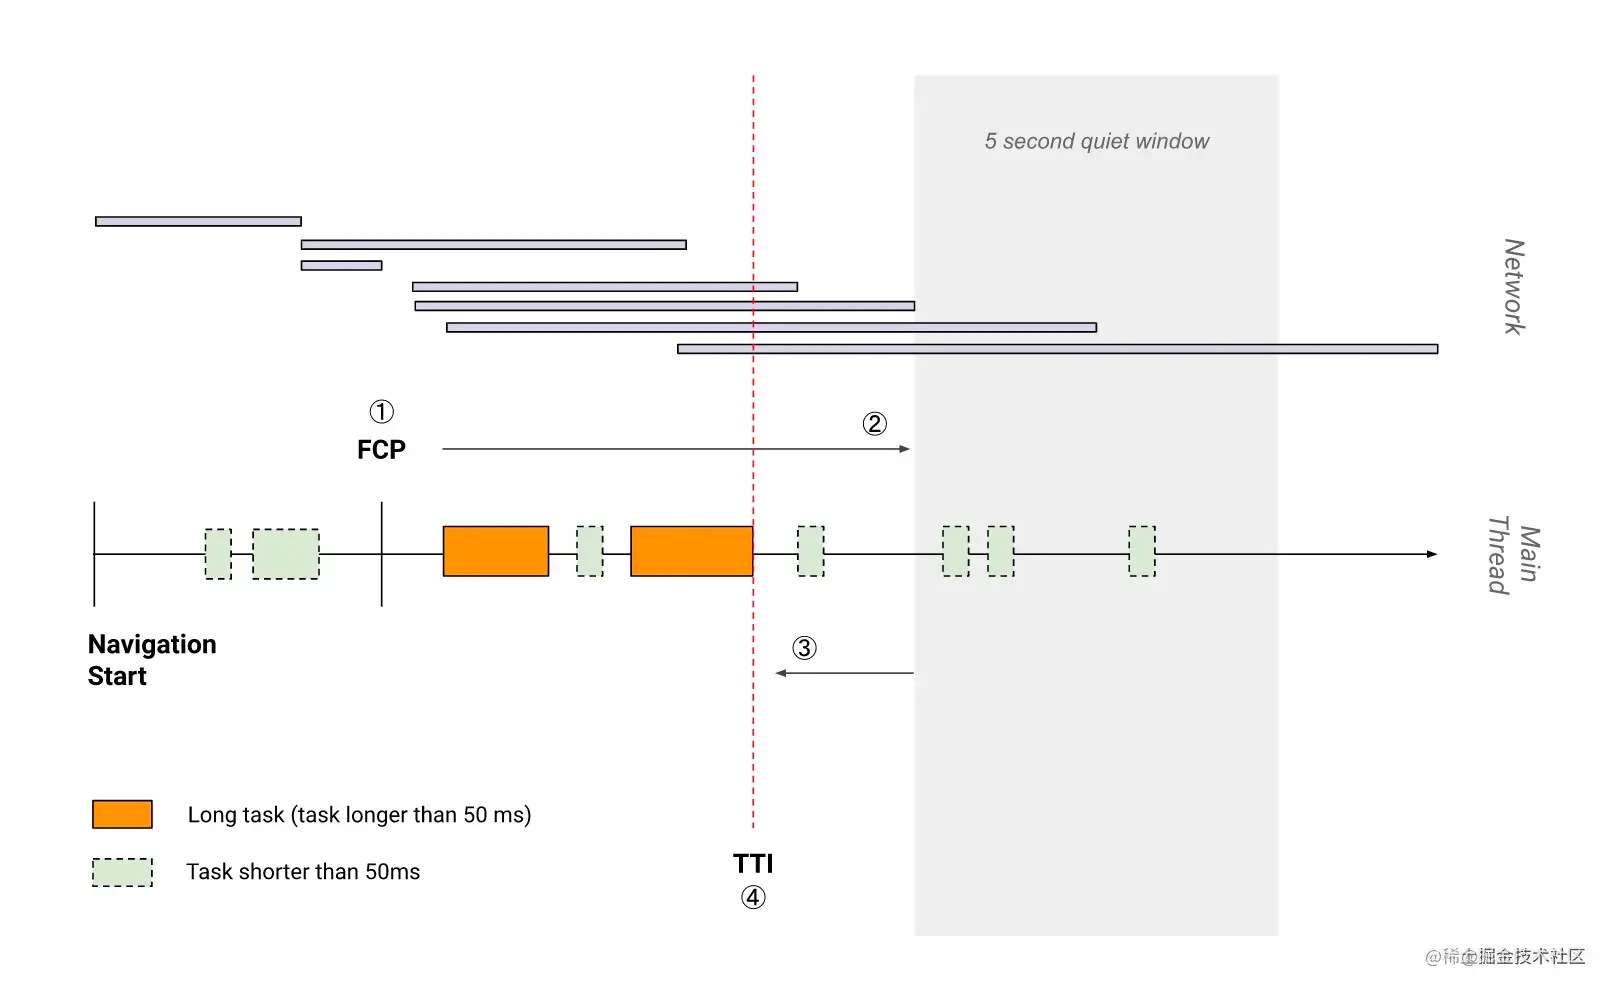 5 second quiet window
Network
①
FCP
②
Main
Thread
Navigation
Start
③
Long task (task longer than 50 ms)
Task shorter than 50ms
TTI
④
@稀土掘金技术社区